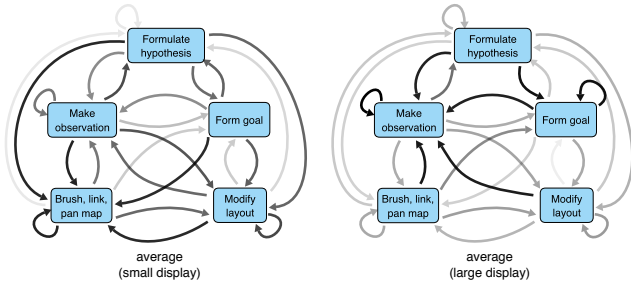 Formulate
hypothesis
Make
observation
Form goal
Brush, link,
pan map
Modify
layout
average
(small display)
Formulate
hypothesis
Make
observation
Form goal
Brush, link,
pan map
Modify
layout
average
(large display)